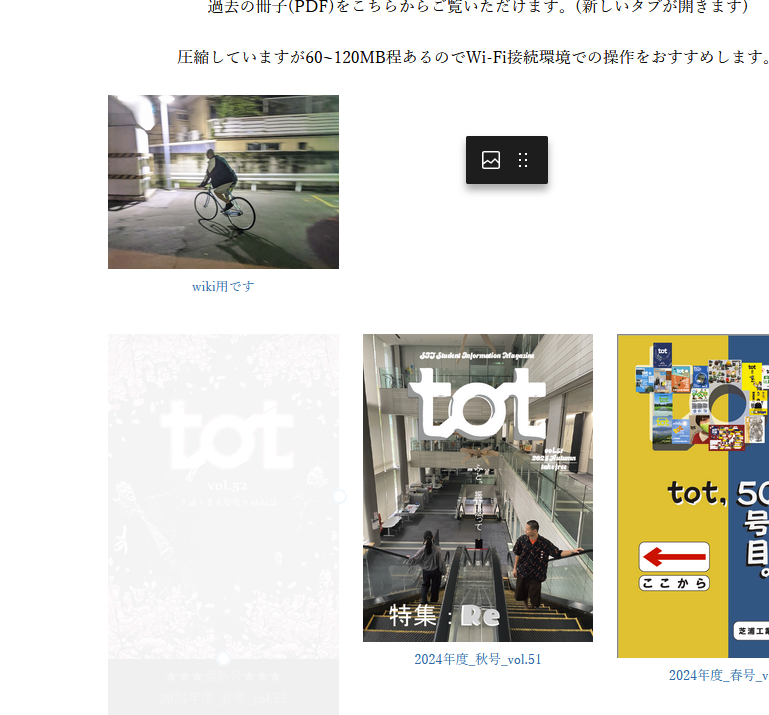 過去の冊子(PDF)をこちらからご覧いただけます。(新しいタブが開きます)
圧縮していますが60~120MB程あるのでWi-Fi接続環境での操作をおすすめします。
wiki用です
tot
vol.52
SIT Student Information Magazine
tot
vol.51
2024 Autumn
take free
特集：Re
2024年度_秋号_vol.51
tot
tot, 50
号
目。
ここから
芝浦工業
2024年度_春号_v